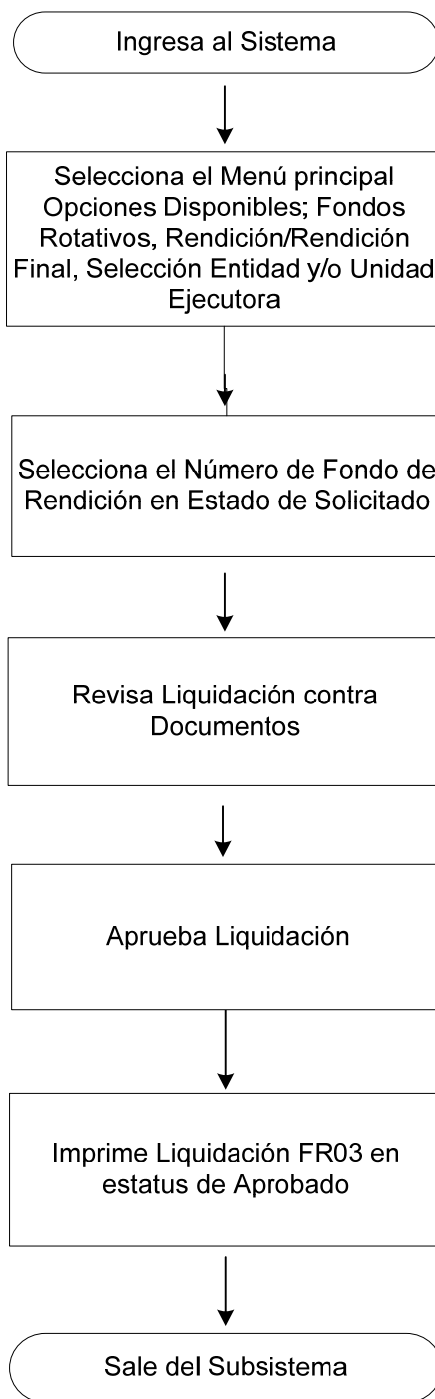 Ingresa al Sistema
Selecciona el Menú principal
Opciones Disponibles; Fondos
Rotativos, Rendición/Rendición
Final, Selección Entidad y/o Unidad
Ejecutora
Selecciona el Número de Fondo de
Rendición en Estado de Solicitado
Revisa Liquidación contra
Documentos
Aprueba Liquidación
Imprime Liquidación FR03 en
estatus de Aprobado
Sale del Subsistema